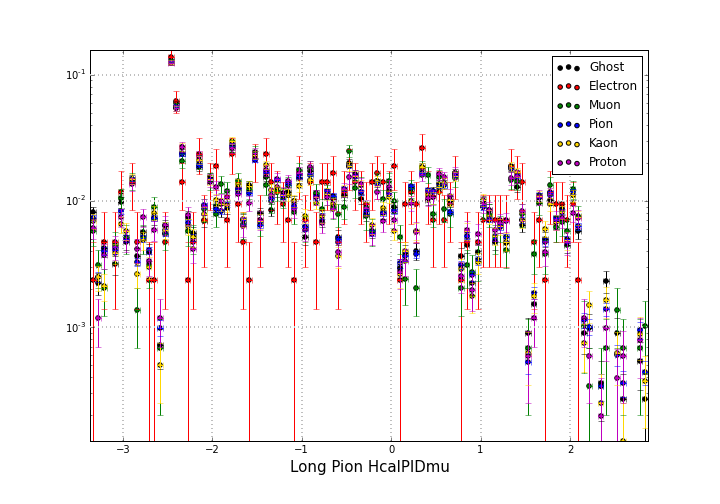 Ghost
Electron
Muon
Pion
Kaon
Proton
10⁻¹
10⁻²
10⁻³
−3 −2 −1 0 1 2
Long Pion HcalPIDmu